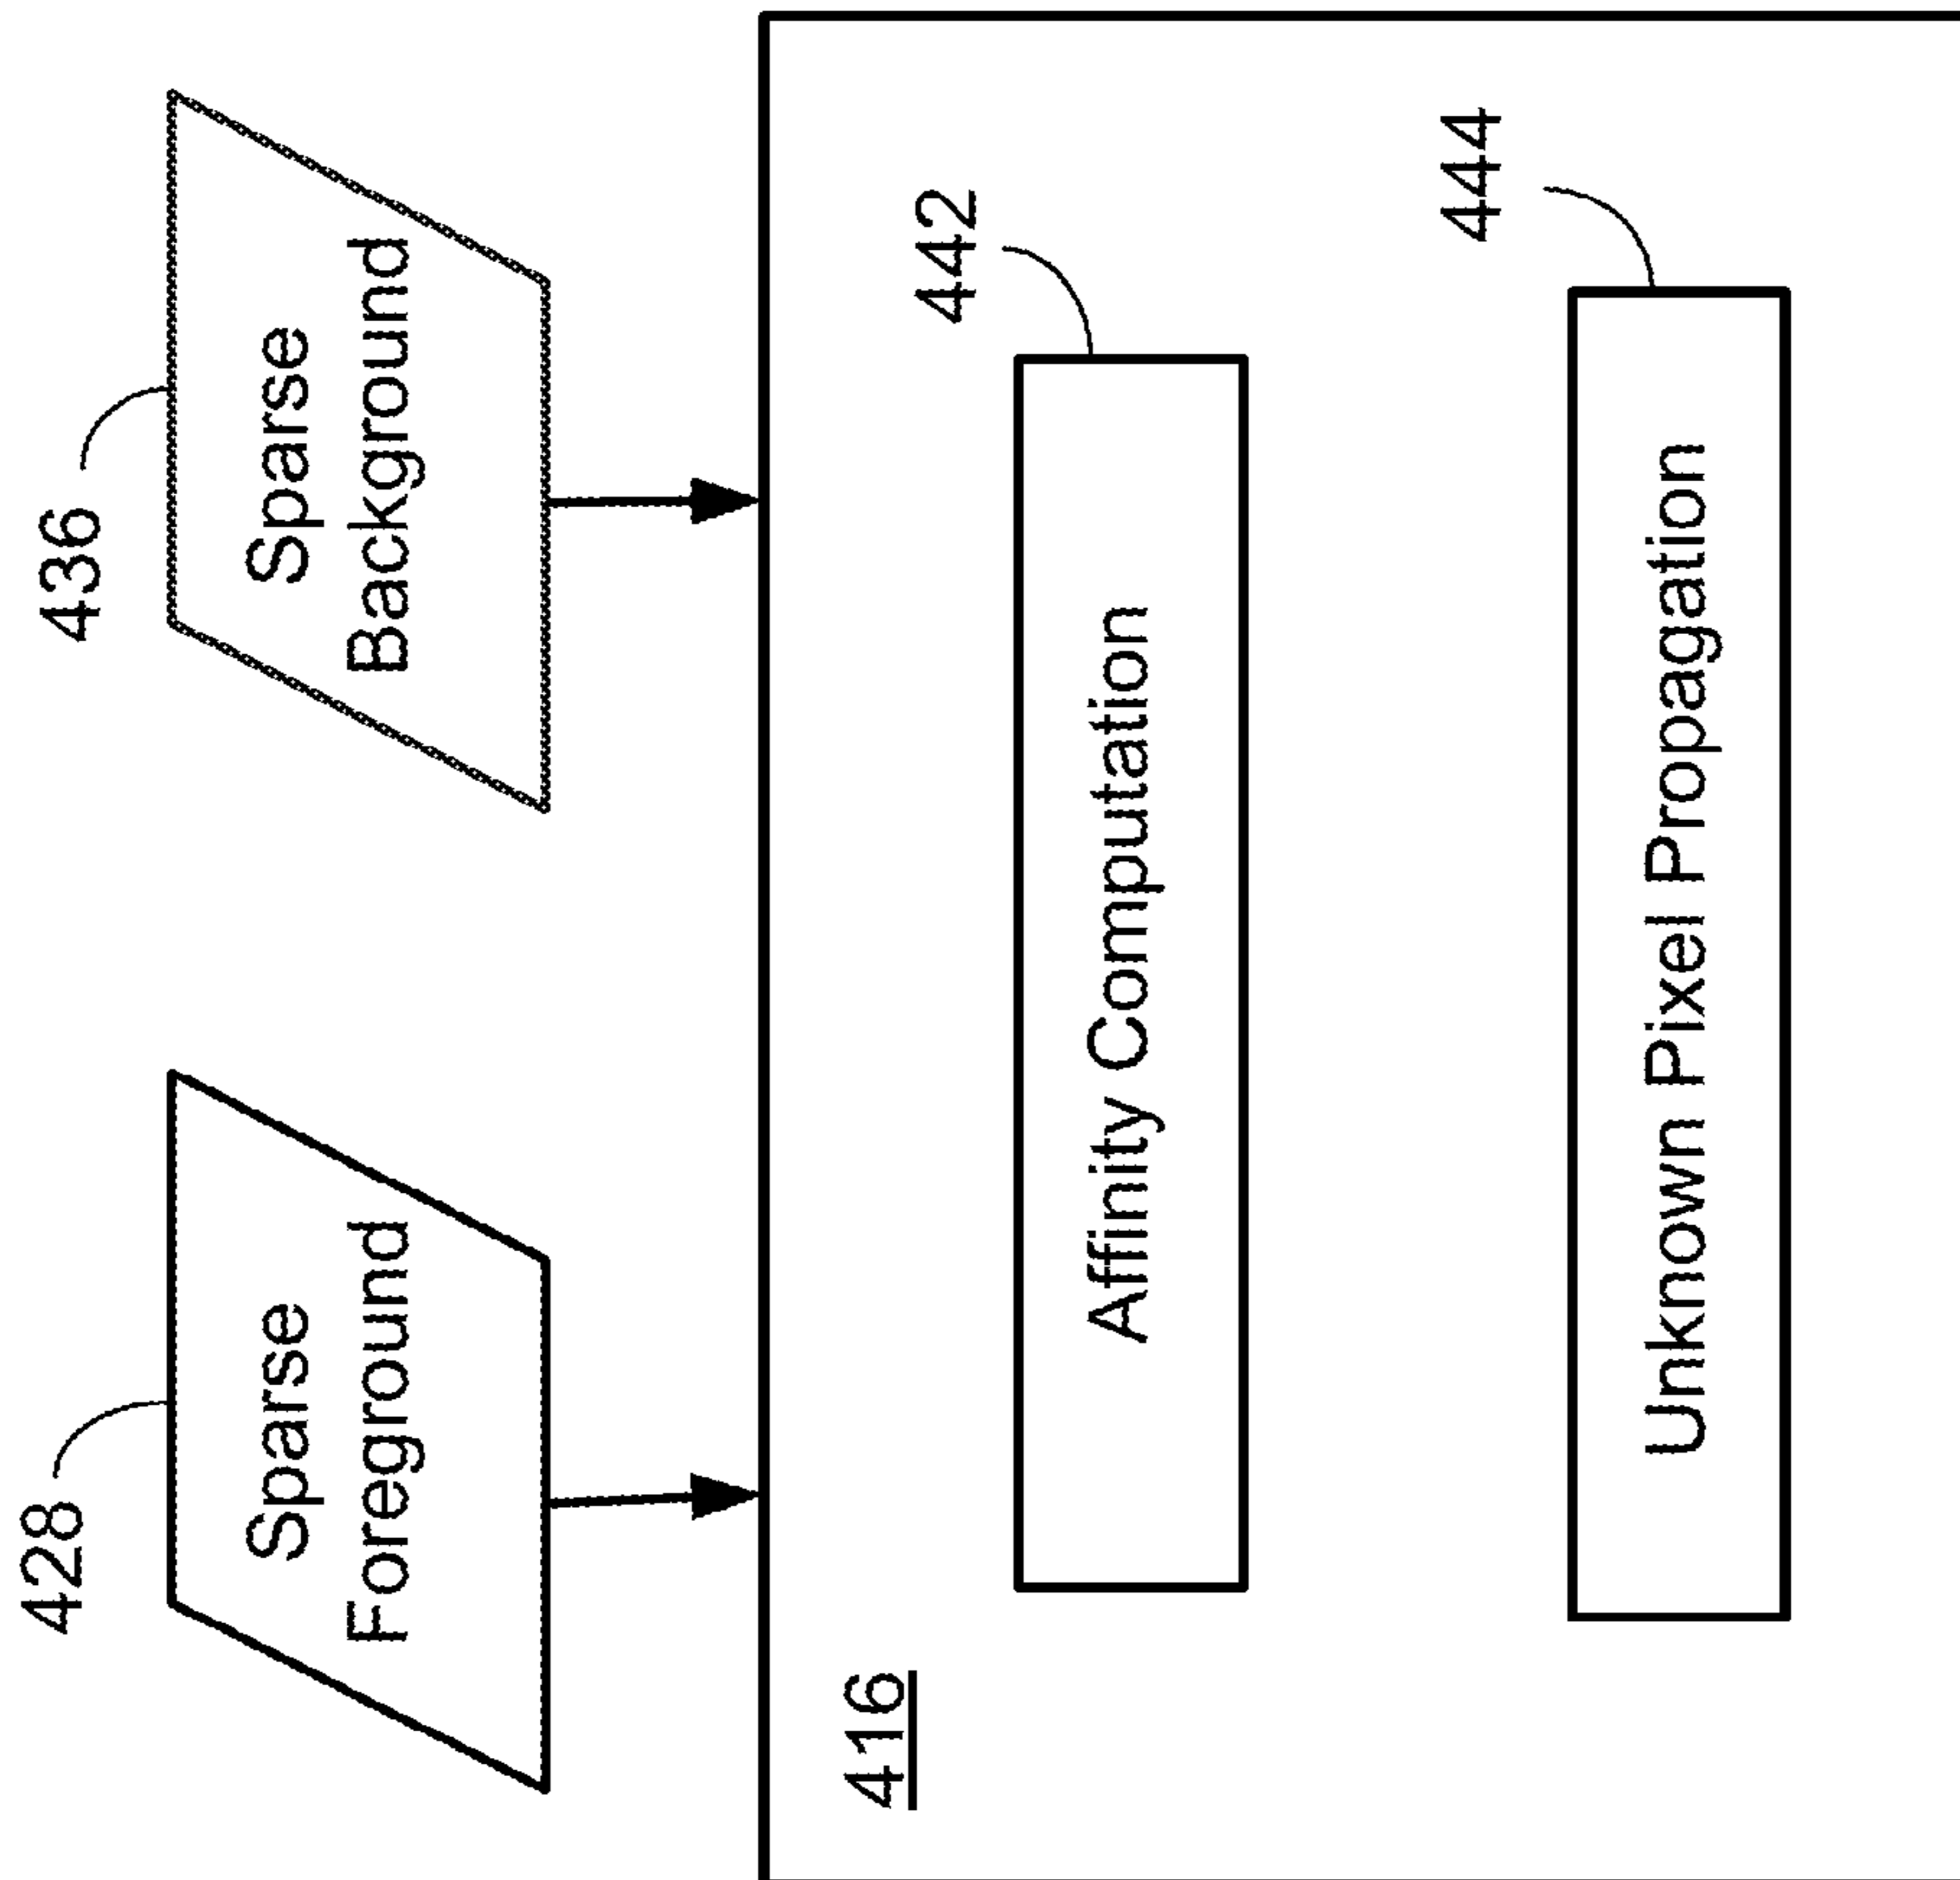 428
Sparse
Foreground
436
Sparse
Background
416
442
Affinity Computation
444
Unknown Pixel Propagation